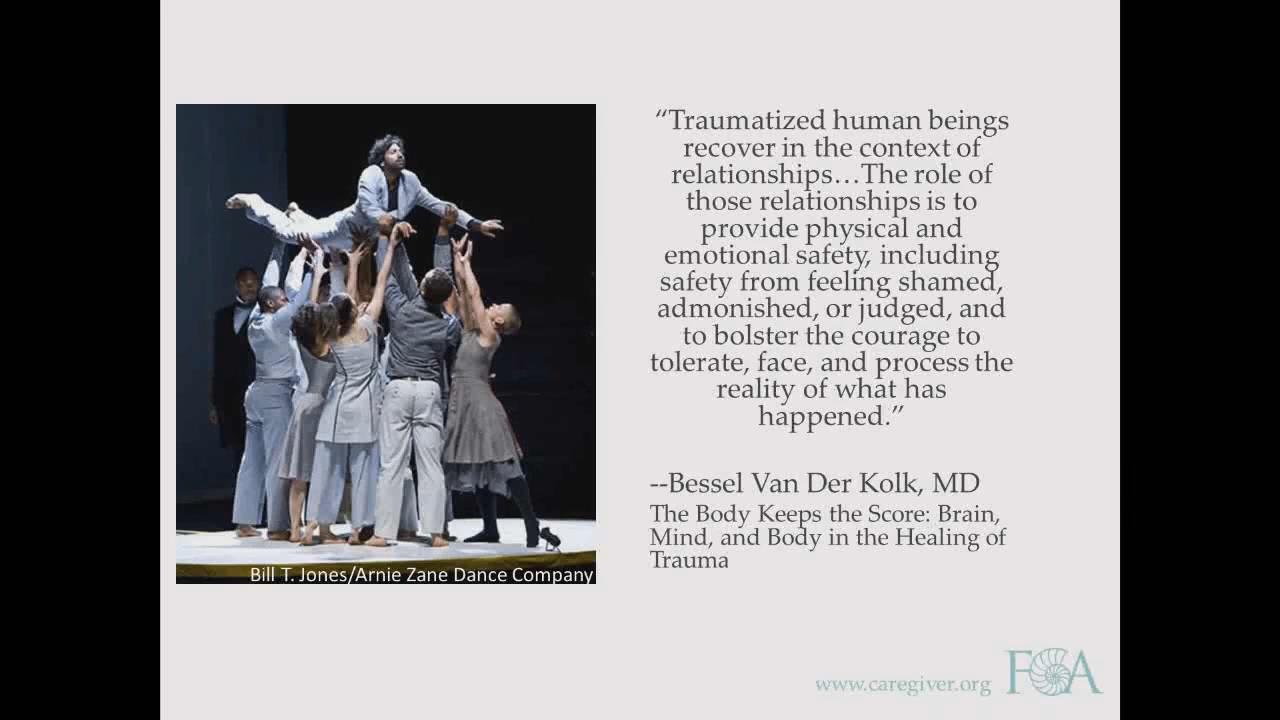 “Traumatized human beings
recover in the context of
relationships…The role of
those relationships is to
provide physical and
emotional safety, including
safety from feeling shamed,
admonished, or judged, and
to bolster the courage to
tolerate, face, and process the
reality of what has
happened.”
--Bessel Van Der Kolk, MD
The Body Keeps the Score: Brain,
Mind, and Body in the Healing of
Trauma
Bill T. Jones/Arnie Zane Dance Company
www.caregiver.org FCA